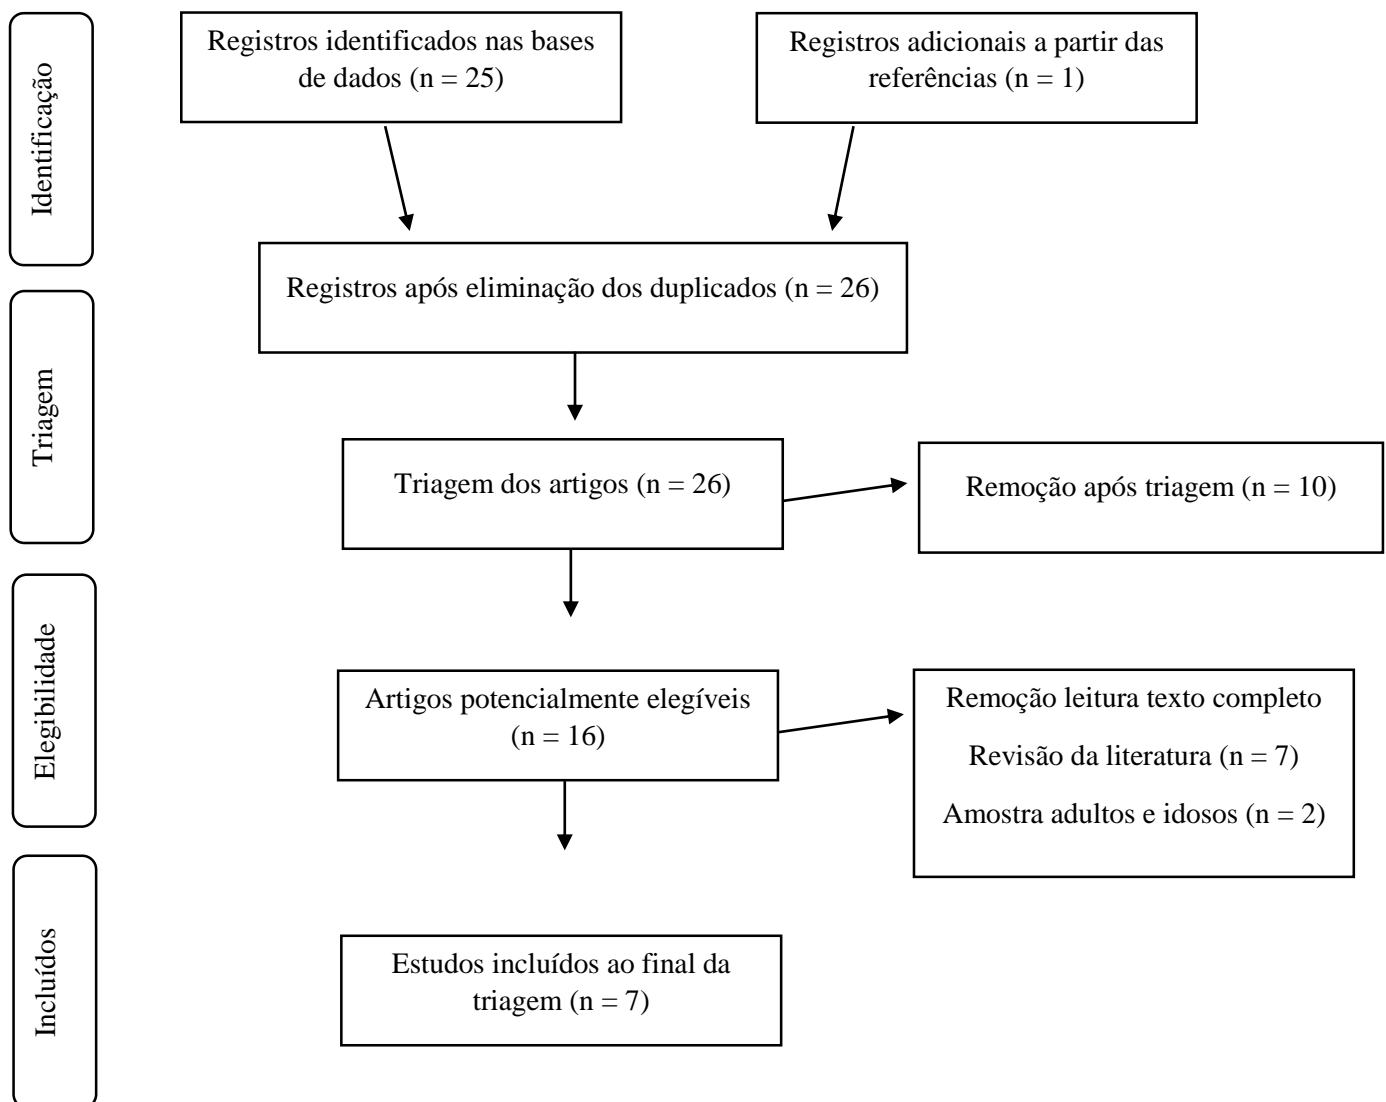 Identificação
Registros identificados nas bases
de dados (n = 25)
Registros adicionais a partir das
referências (n = 1)
Registros após eliminação dos duplicados (n = 26)
Triagem
Triagem dos artigos (n = 26)
Remoção após triagem (n = 10)
Elegibilidade
Artigos potencialmente elegíveis
(n = 16)
Remoção leitura texto completo
Revisão da literatura (n = 7)
Amostra adultos e idosos (n = 2)
Incluídos
Estudos incluídos ao final da
triagem (n = 7)